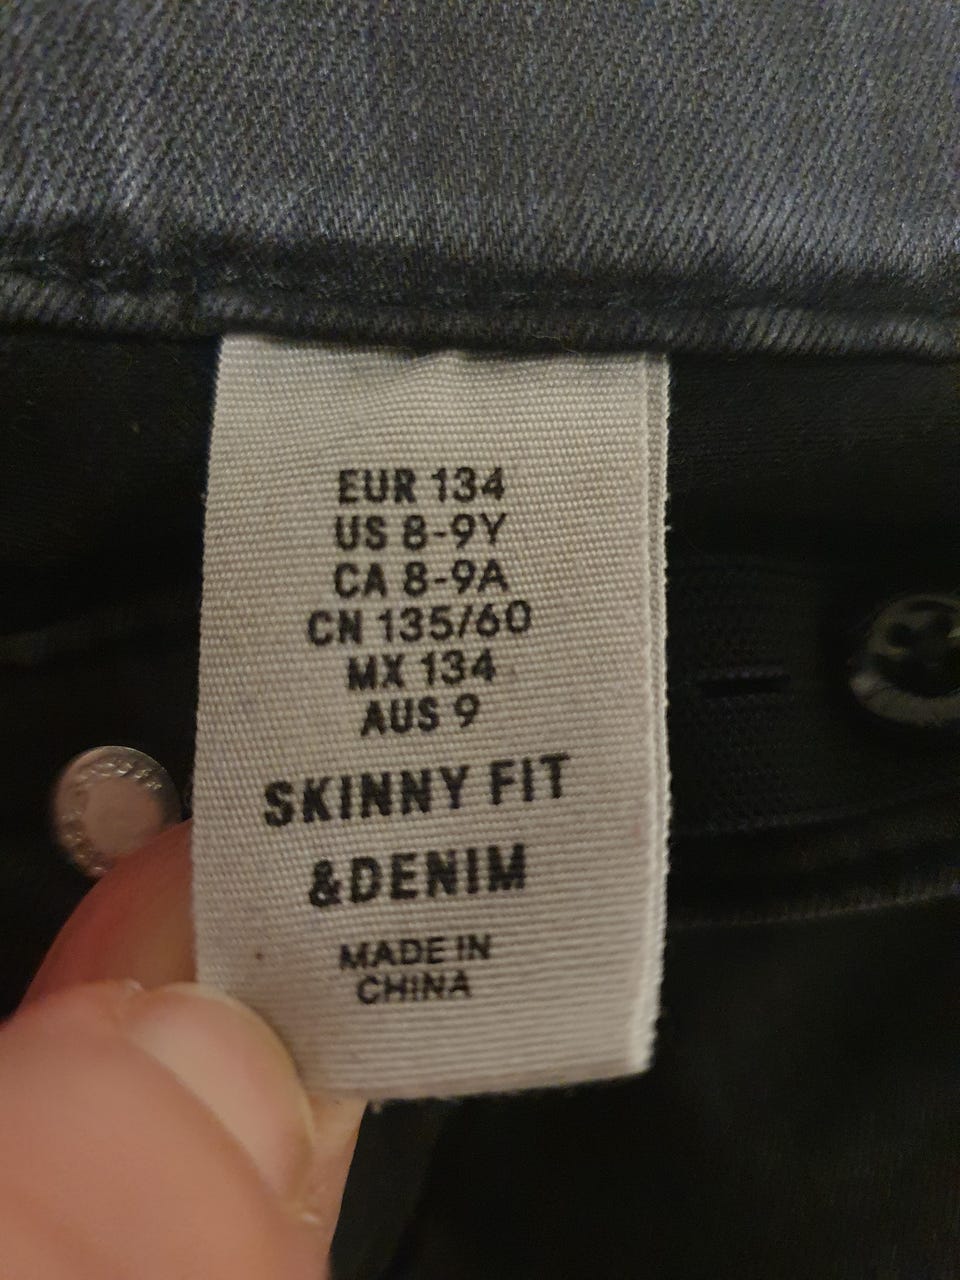 EUR 134
US 8-9Y
CA 8-9A
CN 135/60
MX 134
AUS 9
SKINNY FIT
&DENIM
MADE IN
CHINA